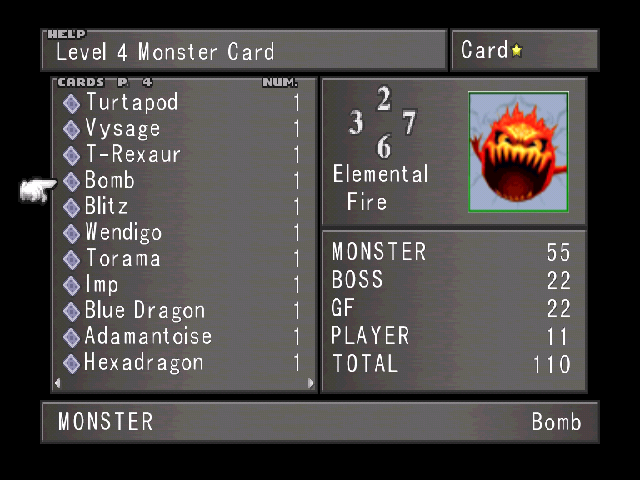 HELP
Level 4 Monster Card
Card
CARDS P. 4 NUM.
Turtapod 1
Vysage 1
T-Rexaur 1
Bomb 1
Blitz 1
Wendigo 1
Torama 1
Imp 1
Blue Dragon 1
Adamantoise 1
Hexadragon 1
2
3 7
6
Elemental
Fire
MONSTER 55
BOSS 22
GF 22
PLAYER 11
TOTAL 110
MONSTER Bomb